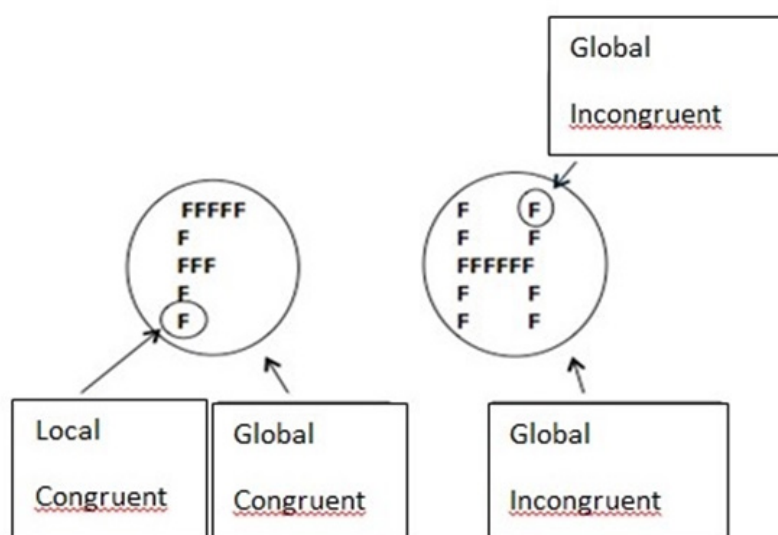 Global
Incongruent
FFFFF
F
FFF
F
F
F F
F F
FFFFFF
F F
F F
Local
Congruent
Global
Congruent
Global
Incongruent